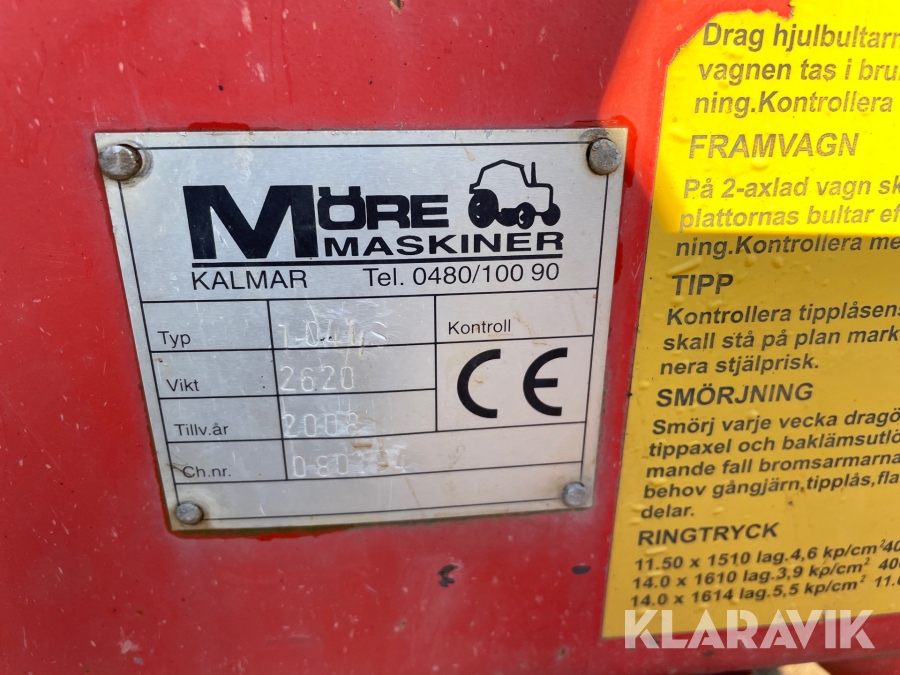 MÖRE
MASKINER
KALMAR Tel. 0480/100 90
Typ
Kontroll
Vikt 2620
CE
Tillv.år 2008
Ch.nr.
Drag hjulbultarn
vagnen tas i bru
ning.Kontrollera
FRAMVAGN
På 2-axlad vagn sk
plattornas bultar ef
ning.Kontrollera me
TIPP
Kontrollera tipplåsens
skall stå på plan mark
nera stjälprisk.
SMÖRJNING
Smörj varje vecka dragö
tippaxel och baklämsutlö
mande fall bromsarmarna
behov gångjärn,tipplås,fla
delar.
RINGTRYCK
11.50 x 1510 lag.4,6 kp/cm² 40
14.0 x 1610 lag.3,9 kp/cm² 400
14.0 x 1614 lag.5,5 kp/cm² 11.
KLARAVIK